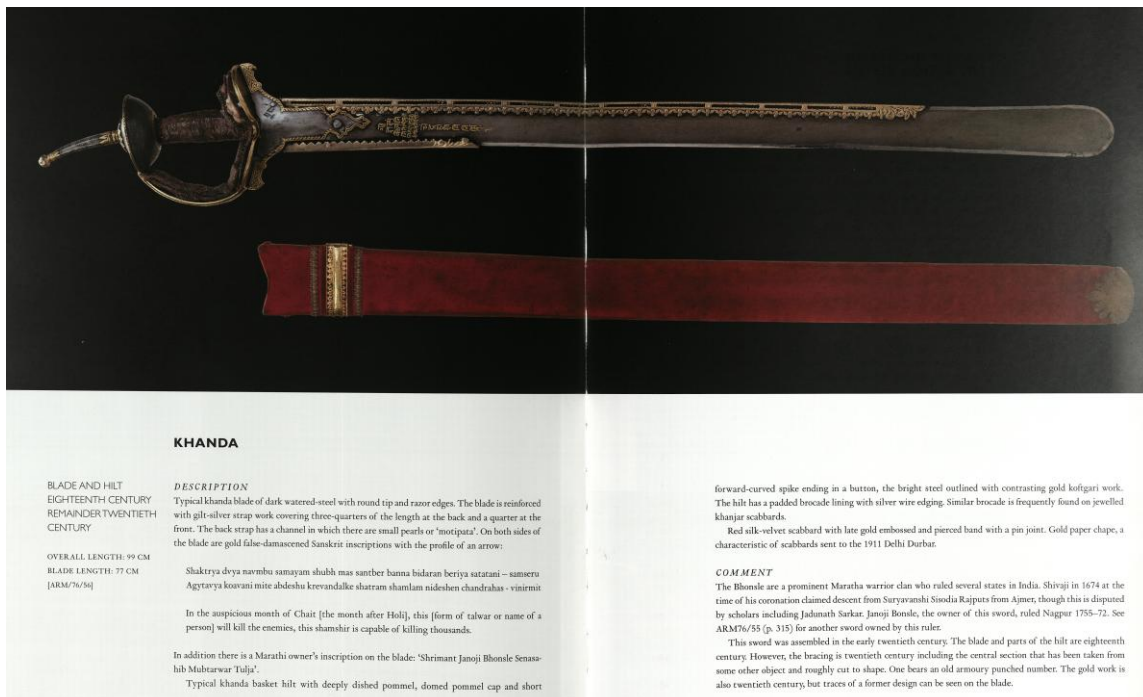 KHANDA
BLADE AND HILT
EIGHTEENTH CENTURY
REMAINDER TWENTIETH
CENTURY
OVERALL LENGTH: 99 CM
BLADE LENGTH: 77 CM
[ARM/76/56]
DESCRIPTION
Typical khanda blade of dark watered-steel with round tip and razor edges. The blade is reinforced
with gilt-silver strap work covering three-quarters of the length at the back and a quarter at the
front. The back strap has a channel in which there are small pearls or ‘motipata’. On both sides of
the blade are gold false-damascened Sanskrit inscriptions with the profile of an arrow:
Shaktrya dvya navmbu samayam shubh mas santber banna bidaran beriya satatani – samseru
Agytavya kosvani mite abdeshu krevandalke shatram shamlam nideshen chandrahas - vinirmit
In the auspicious month of Chait [the month after Holi], this [form of talwar or name of a
person] will kill the enemies, this shamshir is capable of killing thousands.
In addition there is a Marathi owner’s inscription on the blade: ‘Shrimant Janoji Bhonsle Senasa-
hib Mubtarwar Tulja’.
Typical khanda basket hilt with deeply dished pommel, domed pommel cap and short
forward-curved spike ending in a button, the bright steel outlined with contrasting gold koftgari work.
The hilt has a padded brocade lining with silver wire edging. Similar brocade is frequently found on jewelled
khanjar scabbards.
Red silk-velvet scabbard with late gold embossed and pierced band with a pin joint. Gold paper chape, a
characteristic of scabbards sent to the 1911 Delhi Durbar.
COMMENT
The Bhonsle are a prominent Maratha warrior clan who ruled several states in India. Shivaji in 1674 at the
time of his coronation claimed descent from Suryavanshi Sisodia Rajputs from Ajmer, though this is disputed
by scholars including Jadunath Sarkar. Janoji Bonsle, the owner of this sword, ruled Nagpur 1755–72. See
ARM76/55 (p. 315) for another sword owned by this ruler.
This sword was assembled in the early twentieth century. The blade and parts of the hilt are eighteenth
century. However, the bracing is twentieth century including the central section that has been taken from
some other object and roughly cut to shape. One bears an old armoury punched number. The gold work is
also twentieth century, but traces of a former design can be seen on the blade.